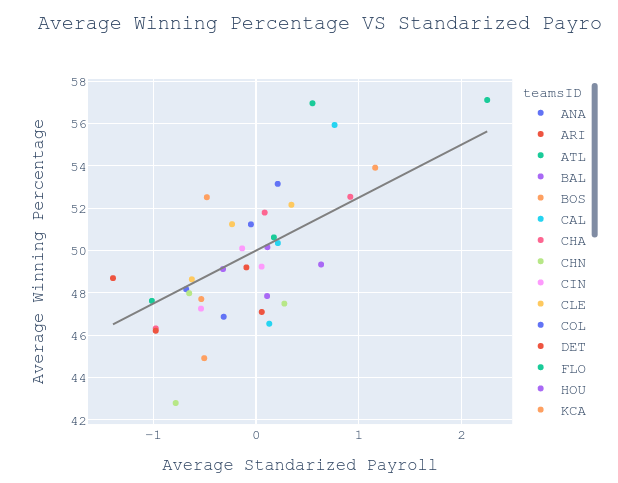 Average Winning Percentage VS Standarized Payro
teamsID
58
56
54
52
50
48
46
44
42
Average Winning Percentage
−1
0
1
2
Average Standarized Payroll
ANA
ARI
ATL
BAL
BOS
CAL
CHA
CHN
CIN
CLE
COL
DET
FLO
HOU
KCA